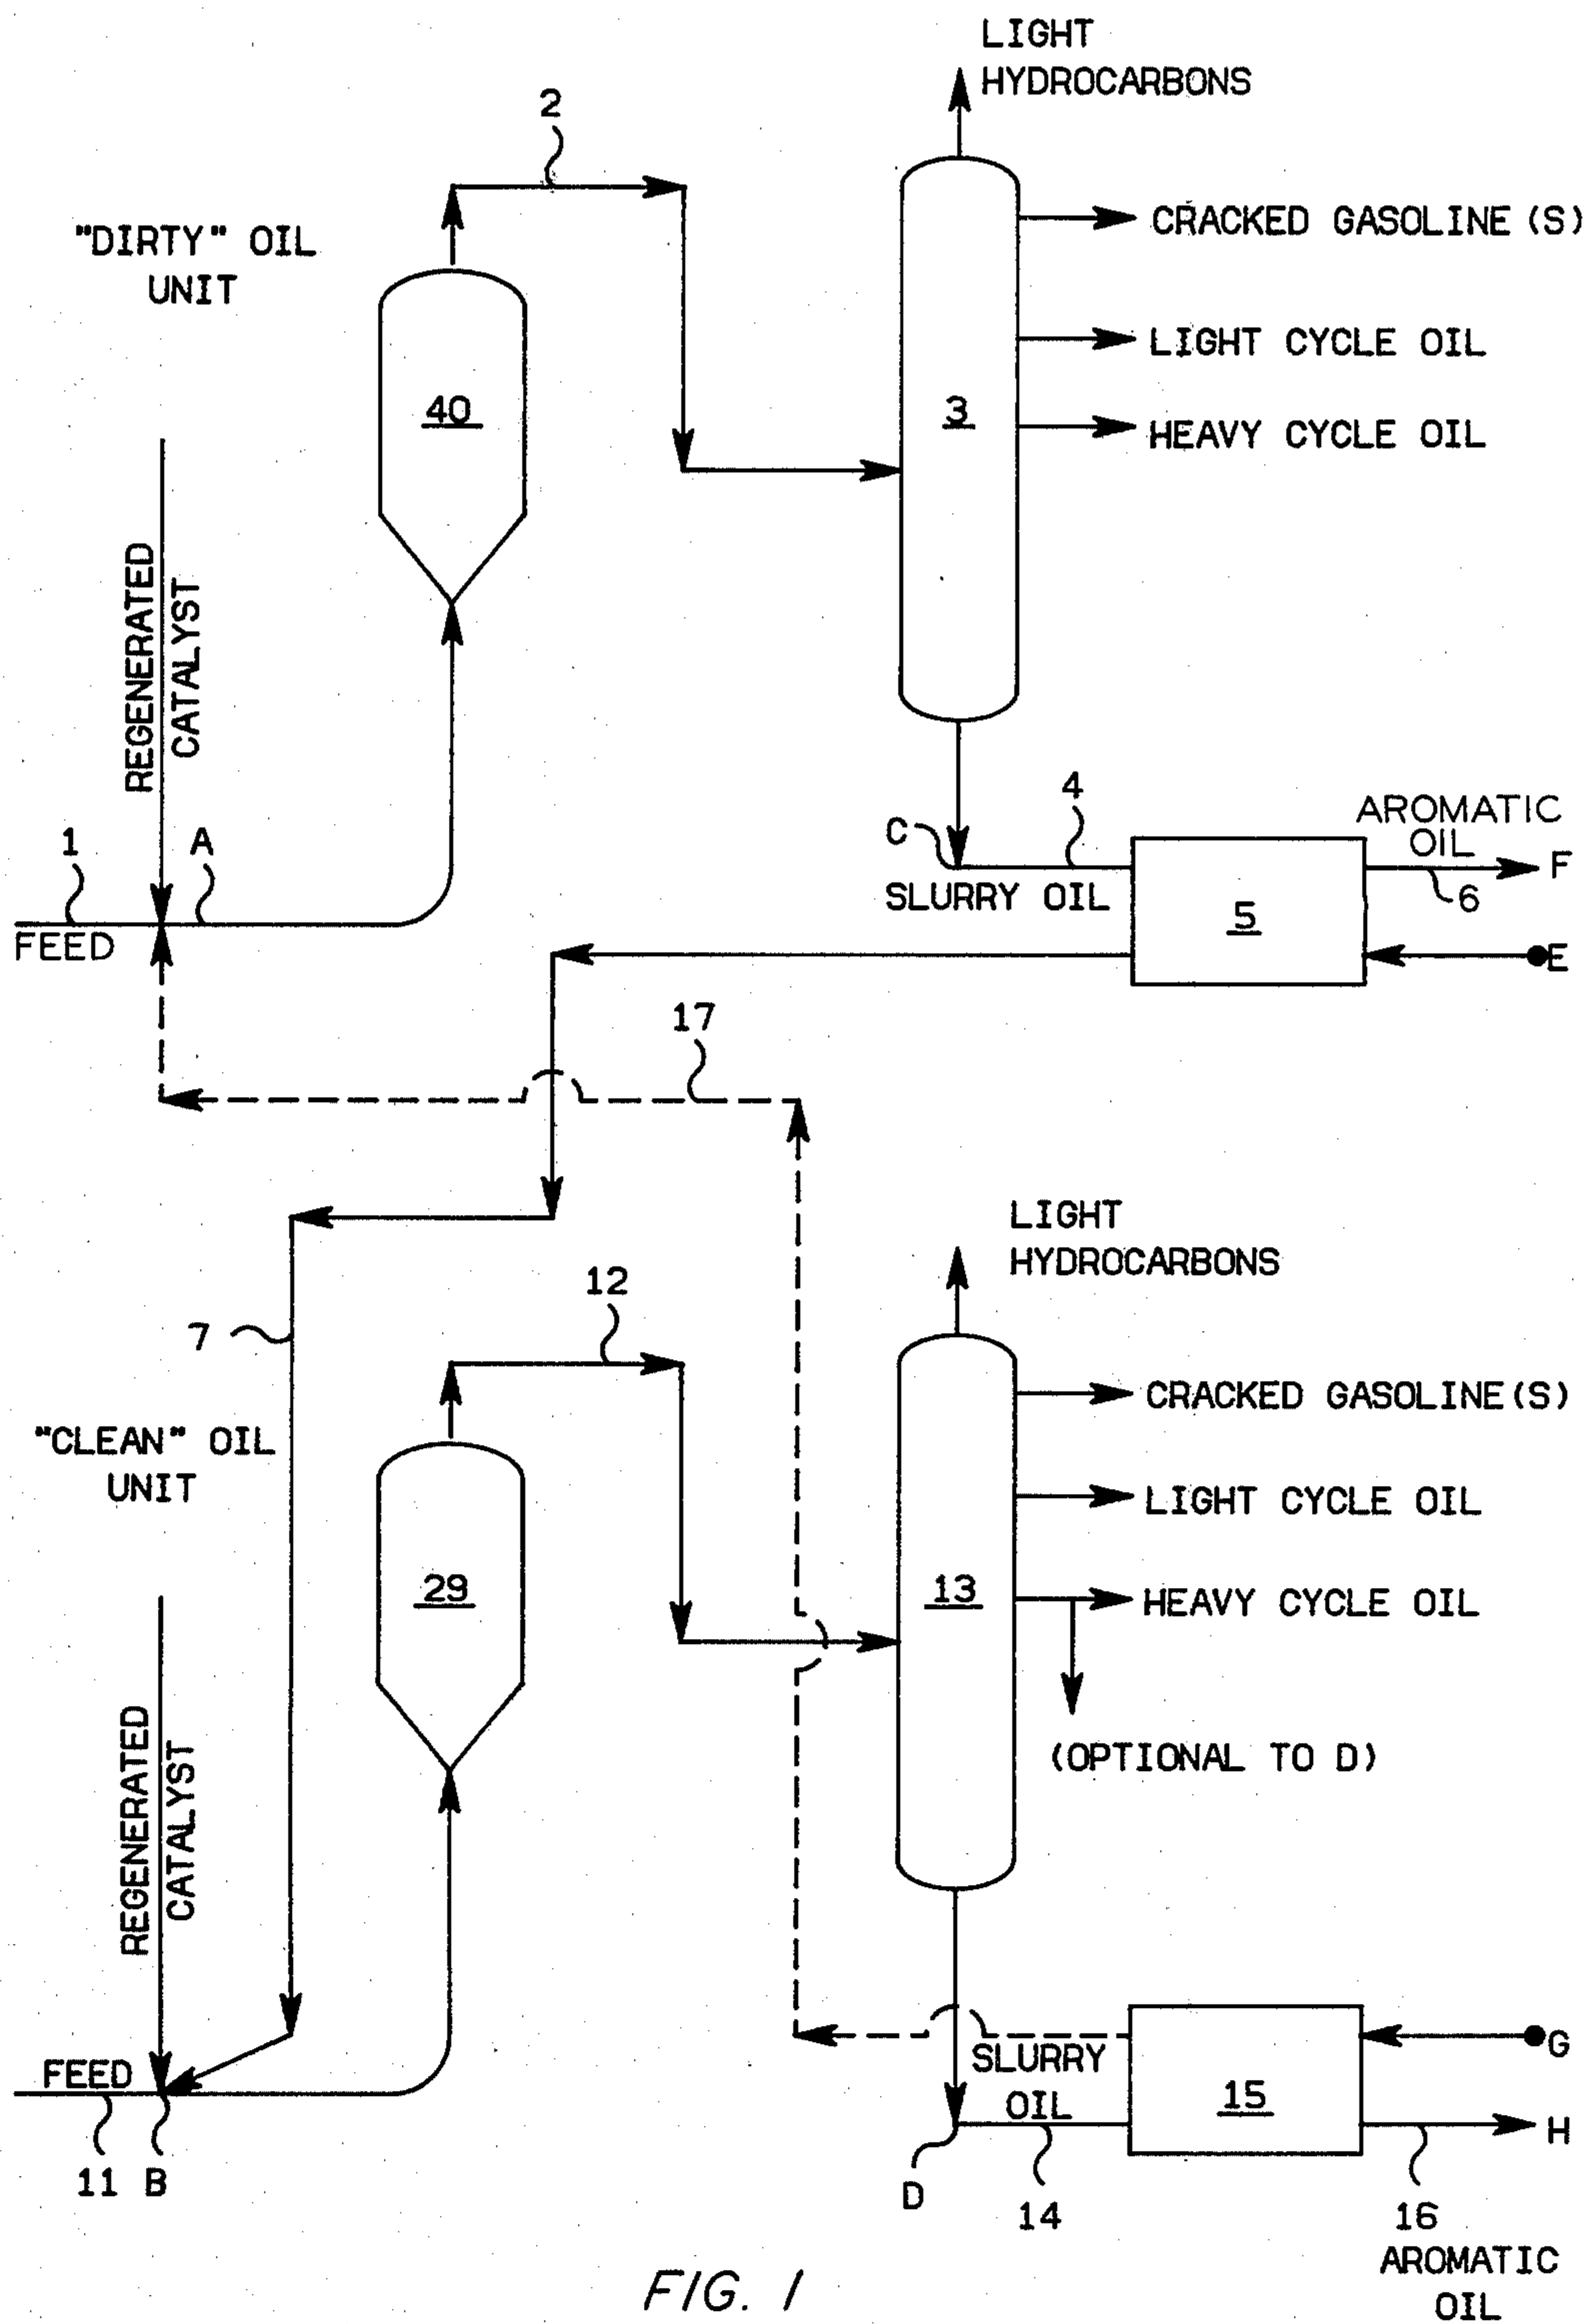 LIGHT
HYDROCARBONS
2
CRACKED GASOLINE (S)
"DIRTY" OIL
UNIT
LIGHT CYCLE OIL
40
3
HEAVY CYCLE OIL
REGENERATED
CATALYST
4
AROMATIC
OIL
1
A
C
F
SLURRY OIL
6
5
FEED
E
17
LIGHT
HYDROCARBONS
12
7
CRACKED GASOLINE (S)
"CLEAN" OIL
UNIT
LIGHT CYCLE OIL
29
13
HEAVY CYCLE OIL
(OPTIONAL TO D)
REGENERATED
CATALYST
G
SLURRY
OIL
FEED
15
H
11
B
D
14
16
AROMATIC
OIL
FIG. 1